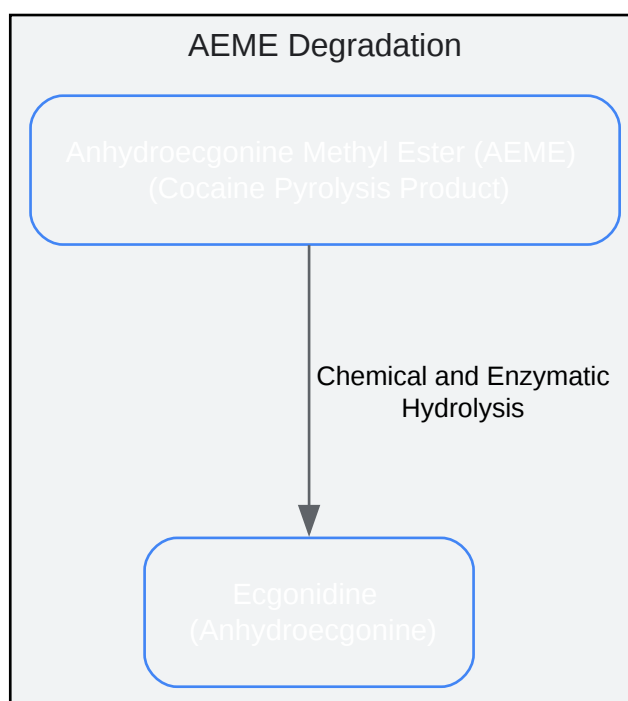 AEME Degradation
Anhydroecgonine Methyl Ester (AEME)
(Cocaine Pyrolysis Product)
Chemical and Enzymatic
Hydrolysis
Ecgonidine
(Anhydroecgonine)